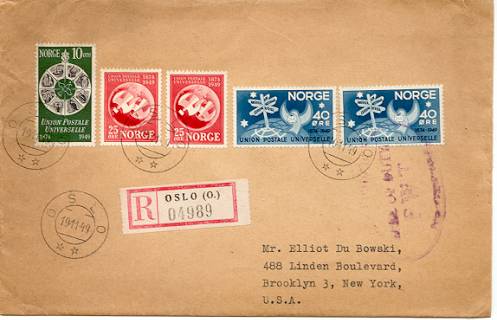 NORGE 10 ØRE
UNION POSTALE
UNIVERSELLE
1874 1949
UNION POSTALE 1874
UNIVERSELLE 1949
25
ØRE NORGE
UNION POSTALE 1874
UNIVERSELLE 1949
25
ØRE NORGE
NORGE
40
ØRE
1874-1949
UNION POSTALE UNIVERSELLE
NORGE
40
ØRE
1874-1949
UNION POSTALE UNIVERSELLE
OSLO
19.11.49
R
OSLO (O.)
04989
Mr. Elliot Du Bowski,
488 Linden Boulevard,
Brooklyn 3, New York,
U.S.A.